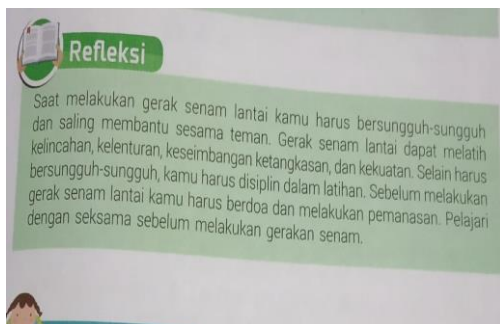 Refleksi
Saat melakukan gerak senam lantai kamu harus bersungguh-sungguh
dan saling membantu sesama teman. Gerak senam lantai dapat melatih
kelincahan, kelenturan, keseimbangan ketangkasan, dan kekuatan. Selain harus
bersungguh-sungguh, kamu harus disiplin dalam latihan. Sebelum melakukan
gerak senam lantai kamu harus berdoa dan melakukan pemanasan. Pelajari
dengan seksama sebelum melakukan gerakan senam.